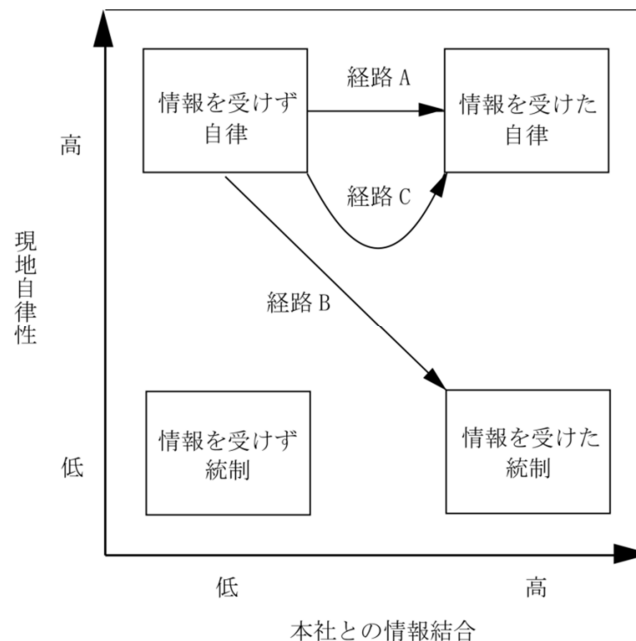 情報を受けず
自律
経路 A
情報を受けた
自律
経路 C
高
現地自律性
経路 B
情報を受けず
統制
情報を受けた
統制
低
低
高
本社との情報結合